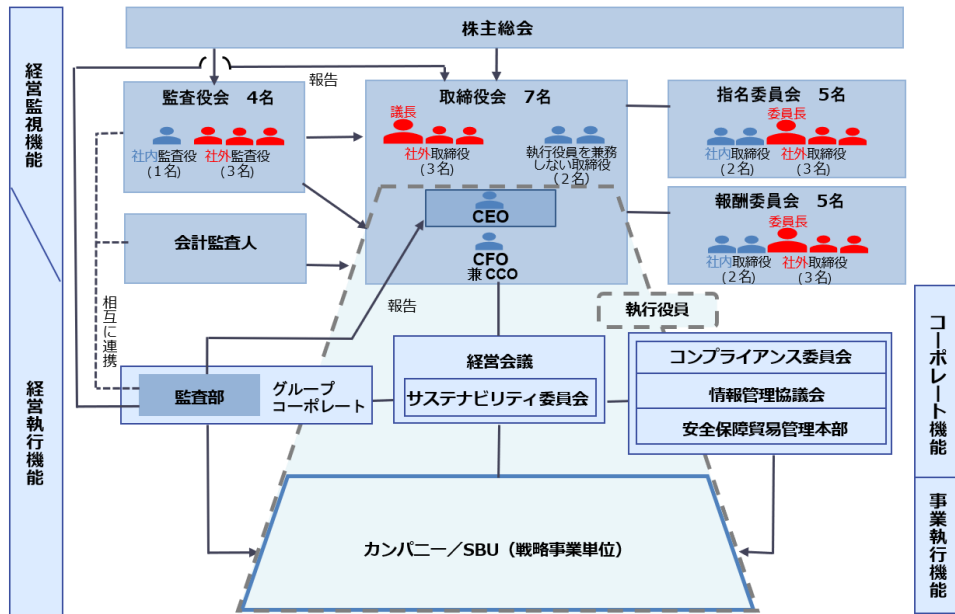 経営監視機能
経営執行機能
株主総会
監査役会 4名
社内監査役
(1名)
社外監査役
(3名)
報告
取締役会 7名
議長
社外取締役
(3名)
執行役員を兼務
しない取締役
(2名)
CEO
CFO
兼 CCO
指名委員会 5名
委員長
社内取締役
(2名)
社外取締役
(3名)
報酬委員会 5名
委員長
社内取締役
(2名)
社外取締役
(3名)
会計監査人
相互に連携
報告
執行役員
監査部
グループ
コーポレート
経営会議
サステナビリティ委員会
コンプライアンス委員会
情報管理協議会
安全保障貿易管理本部
カンパニー／SBU（戦略事業単位）
コーポレート機能
事業執行機能